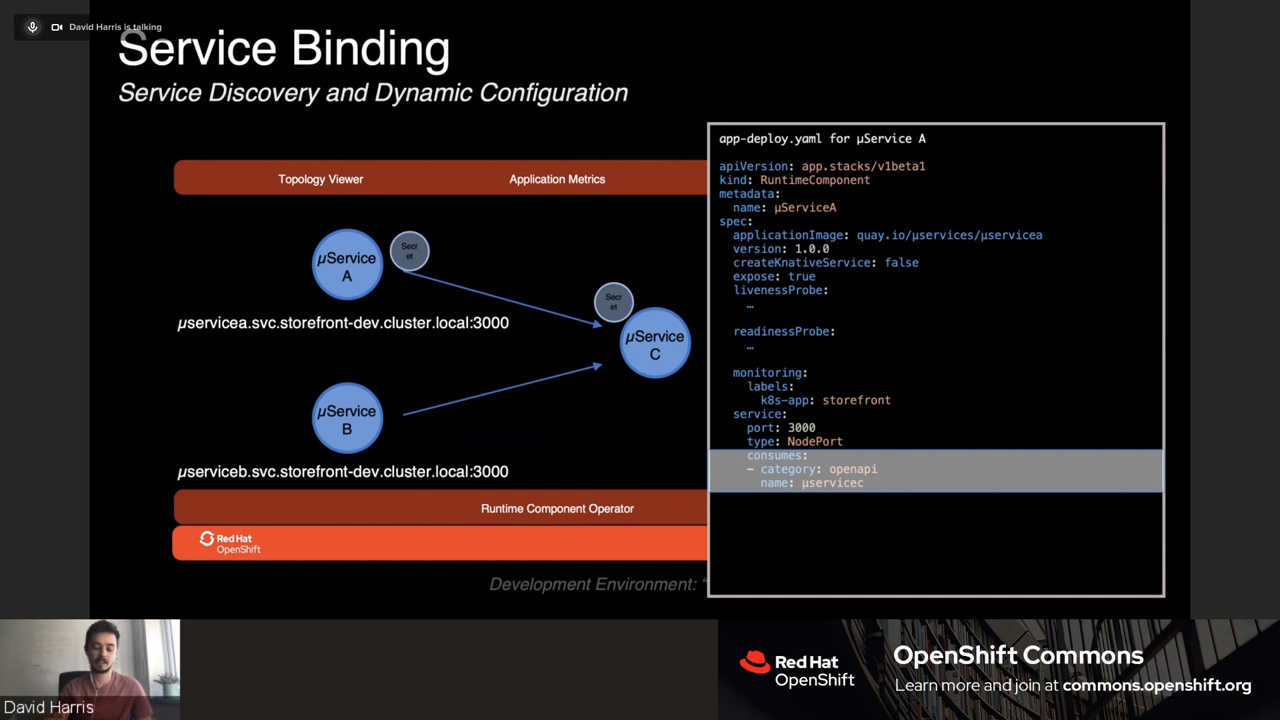 David Harris is talking
Service Binding
Service Discovery and Dynamic Configuration
Topology Viewer
Application Metrics
µService
A
Secr
et
µservicea.svc.storefront-dev.cluster.local:3000
Secr
et
µService
C
µService
B
µserviceb.svc.storefront-dev.cluster.local:3000
Runtime Component Operator
Red Hat
OpenShift
Development Environment: “
app-deploy.yaml for µService A
apiVersion: app.stacks/v1beta1
kind: RuntimeComponent
metadata:
name: µServiceA
spec:
applicationImage: quay.io/µservices/µservicea
version: 1.0.0
createKnativeService: false
expose: true
livenessProbe:
…
readinessProbe:
…
monitoring:
labels:
k8s-app: storefront
service:
port: 3000
type: NodePort
consumes:
- category: openapi
name: µservicec
David Harris
Red Hat
OpenShift
OpenShift Commons
Learn more and join at commons.openshift.org